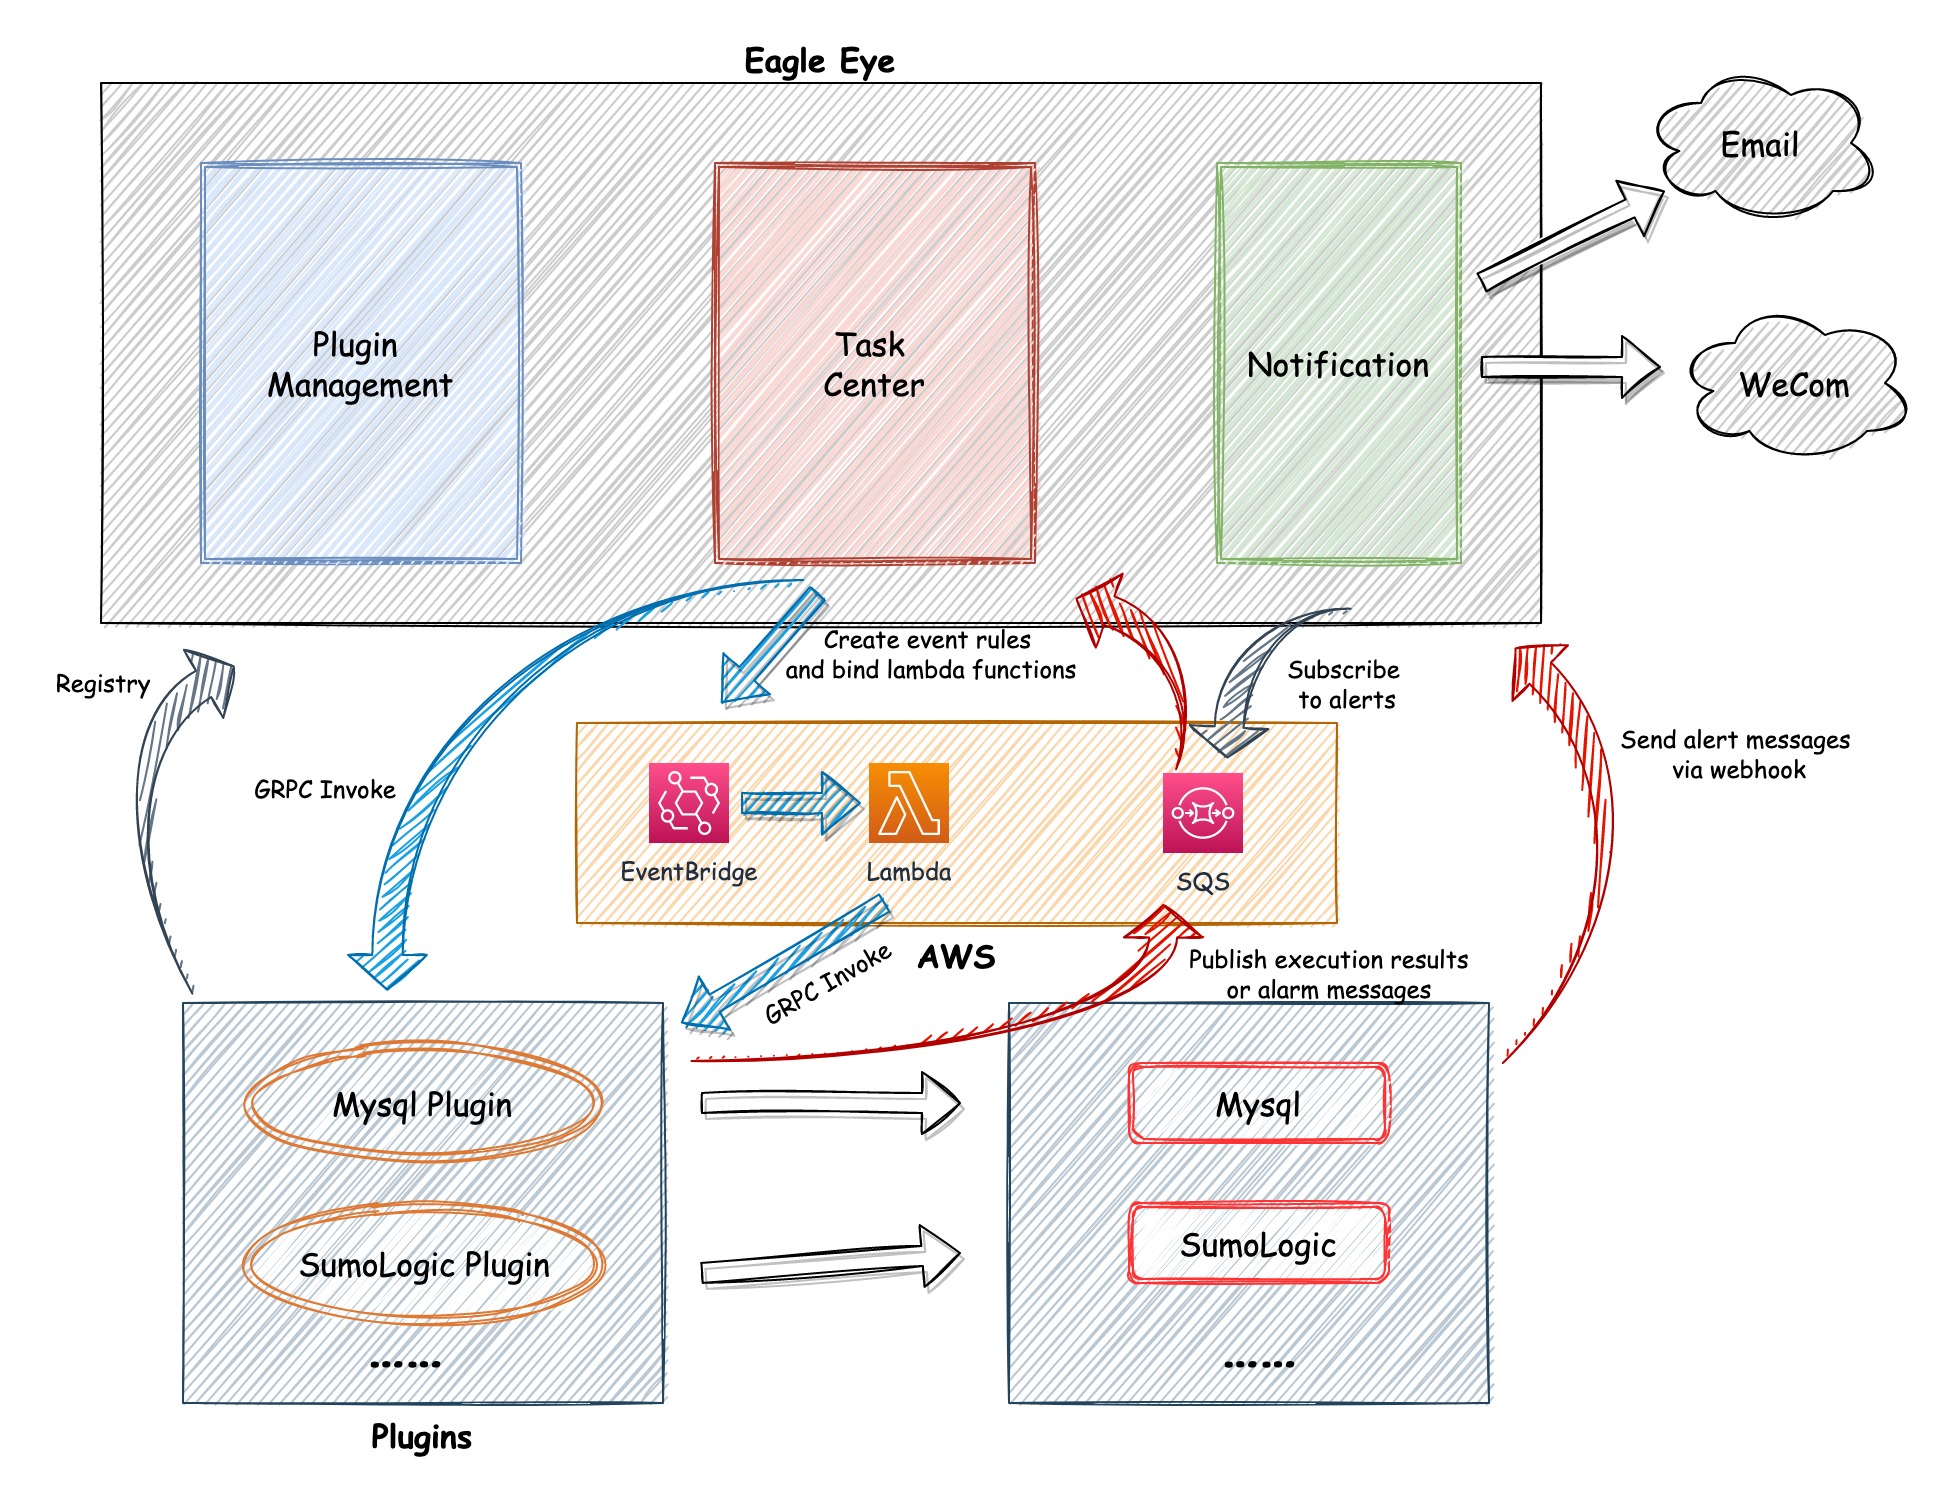 Eagle Eye
Plugin
Management
Task
Center
Notification
Email
WeCom
Registry
GRPC Invoke
Create event rules
and bind lambda functions
Subscribe
to alerts
Send alert messages
via webhook
EventBridge
Lambda
SQS
AWS
GRPC Invoke
Publish execution results
or alarm messages
Mysql Plugin
SumoLogic Plugin
......
Plugins
Mysql
SumoLogic
......